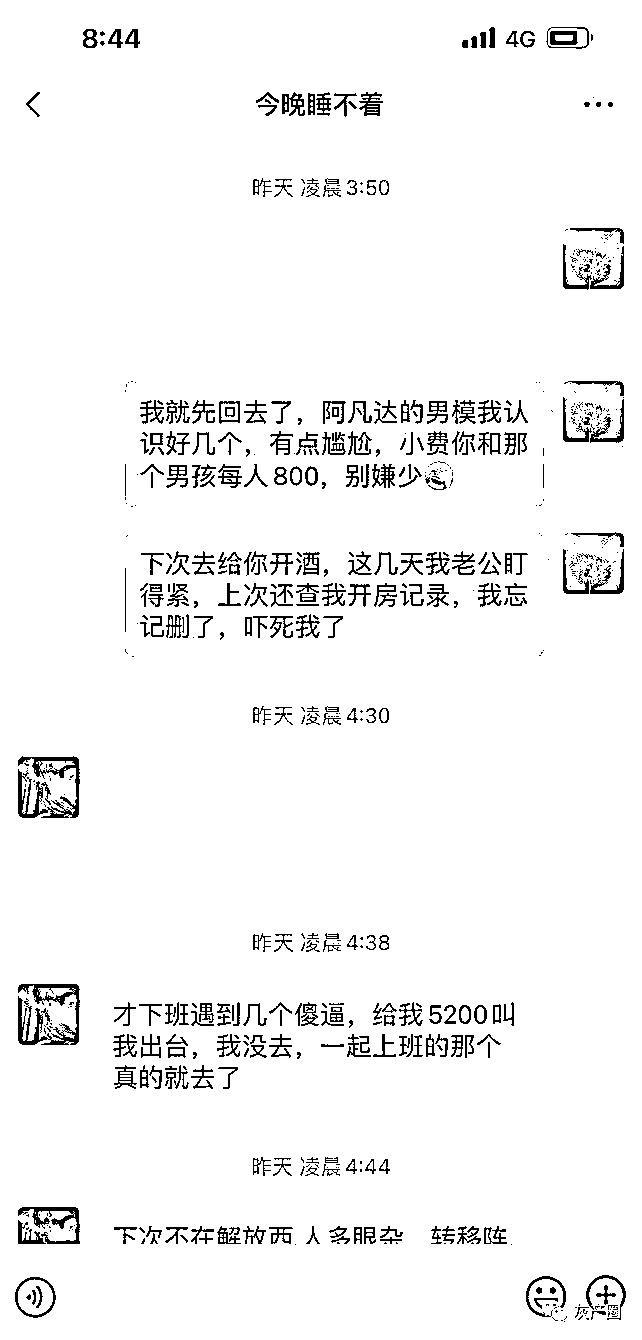 8:44
4G
今晚睡不着
昨天 凌晨3:50
我就先回去了，阿凡达的男模我认
识好几个，有点尴尬，小费你和那
个男孩每人800，别嫌少
下次去给你开酒，这几天我老公盯
得紧，上次还查我开房记录，我忘
记删了，吓死我了
昨天 凌晨4:30
昨天 凌晨4:38
才下班遇到几个傻逼，给我5200叫
我出台，我没去，一起上班的那个
真的就去了
昨天 凌晨4:44
下次不在解放西,人多眼杂，转移阵
灰产圈